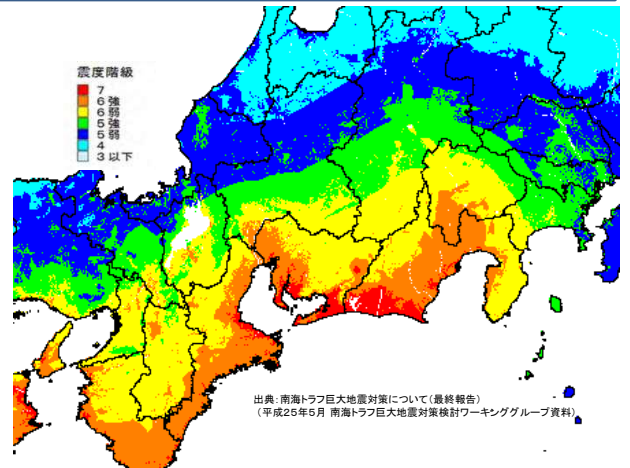 震度階級
7
6強
6弱
5強
5弱
4
3以下
出典:南海トラフ巨大地震対策について(最終報告)
(平成25年5月 南海トラフ巨大地震対策検討ワーキンググループ資料)